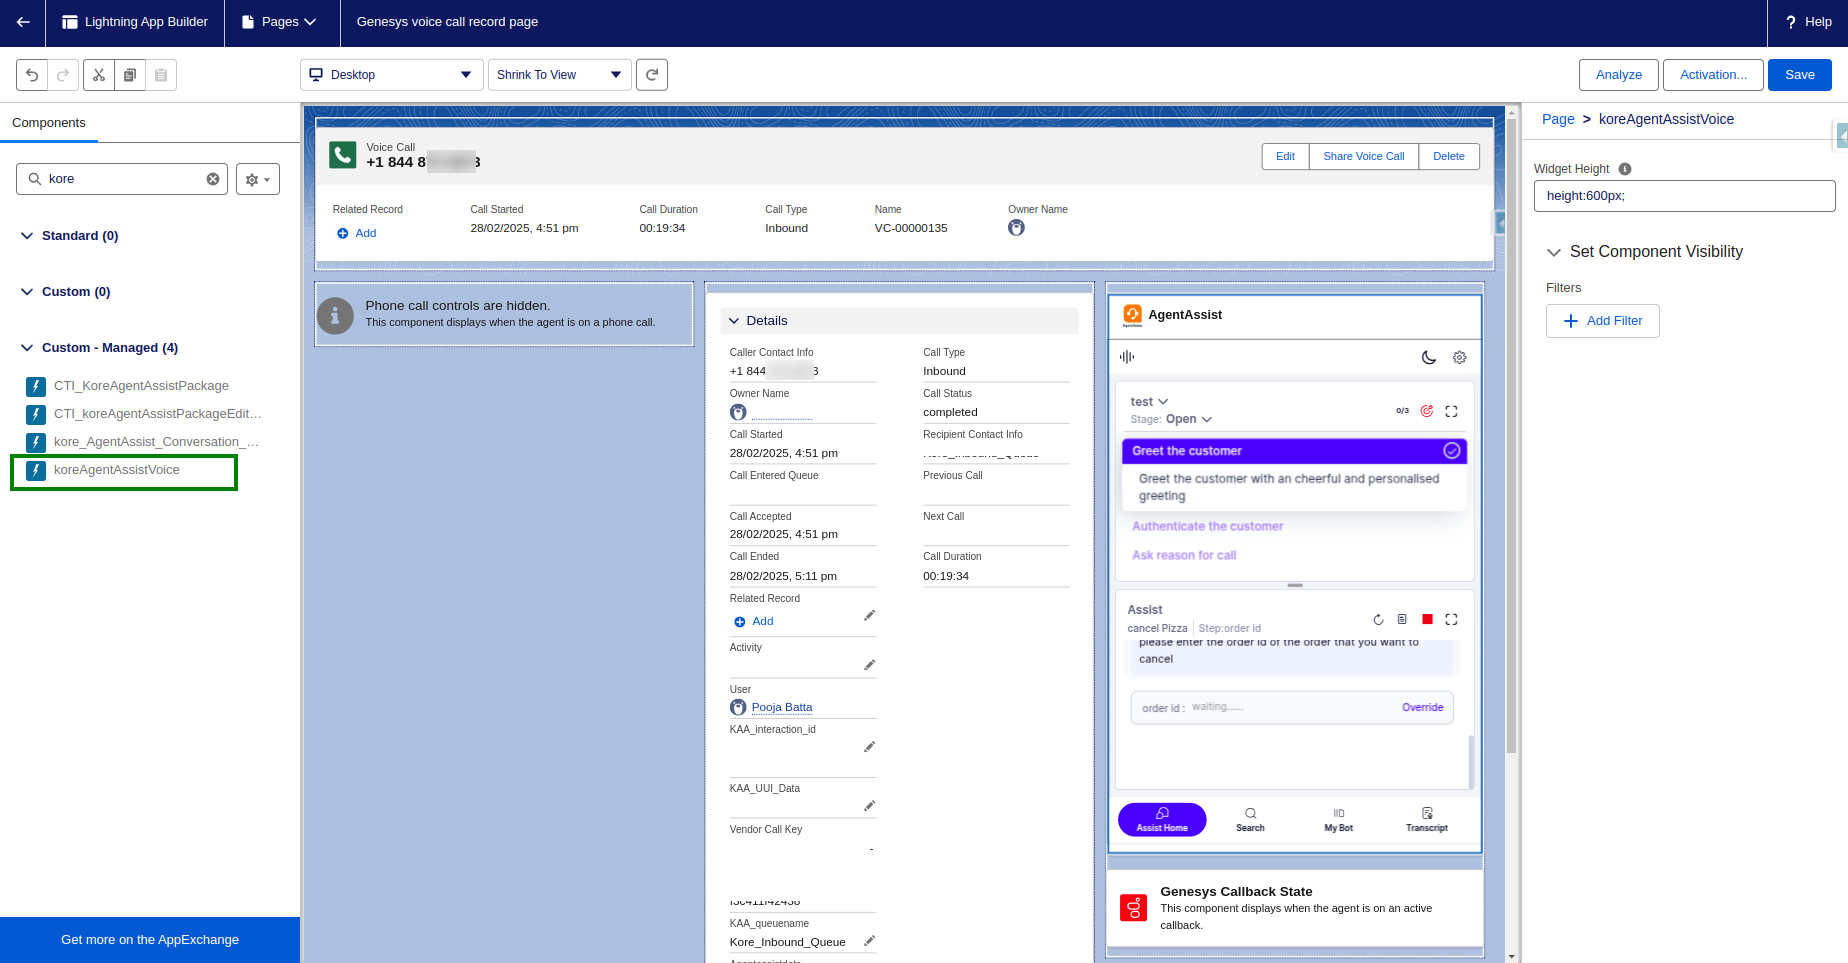 Lightning App Builder
Pages
Genesys voice call record page
? Help
Desktop
Shrink To View
Analyze
Activation...
Save
Components
kore
Standard (0)
Custom (0)
Custom - Managed (4)
CTI_KoreAgentAssistPackage
CTI_koreAgentAssistPackageEdit...
kore_AgentAssist_Conversation_...
koreAgentAssistVoice
Get more on the AppExchange
Voice Call
+1 844 8
Edit
Share Voice Call
Delete
Related Record
Call Started
Call Duration
Call Type
Name
Owner Name
Add
28/02/2025, 4:51 pm
00:19:34
Inbound
VC-00000135
Phone call controls are hidden.
This component displays when the agent is on a phone call.
Details
Caller Contact Info
Call Type
+1 844
Inbound
Owner Name
Call Status
completed
Call Started
Recipient Contact Info
28/02/2025, 4:51 pm
Call Entered Queue
Previous Call
Call Accepted
Next Call
28/02/2025, 4:51 pm
Call Ended
Call Duration
28/02/2025, 5:11 pm
00:19:34
Related Record
Add
Activity
User
Pooja Batta
KAA_interaction_id
KAA_UUI_Data
Vendor Call Key
-
KAA_queuename
Kore_Inbound_Queue
AgentAssist
test
0/3
Stage: Open
Greet the customer
Greet the customer with an cheerful and personalised
greeting
Authenticate the customer
Ask reason for call
Assist
cancel Pizza
Step:order id
please enter the order id of the order that you want to
cancel
order id :
waiting......
Override
Assist Home
Search
My Bot
Transcript
Genesys Callback State
This component displays when the agent is on an active
callback.
Page > koreAgentAssistVoice
Widget Height
height:600px;
Set Component Visibility
Filters
Add Filter